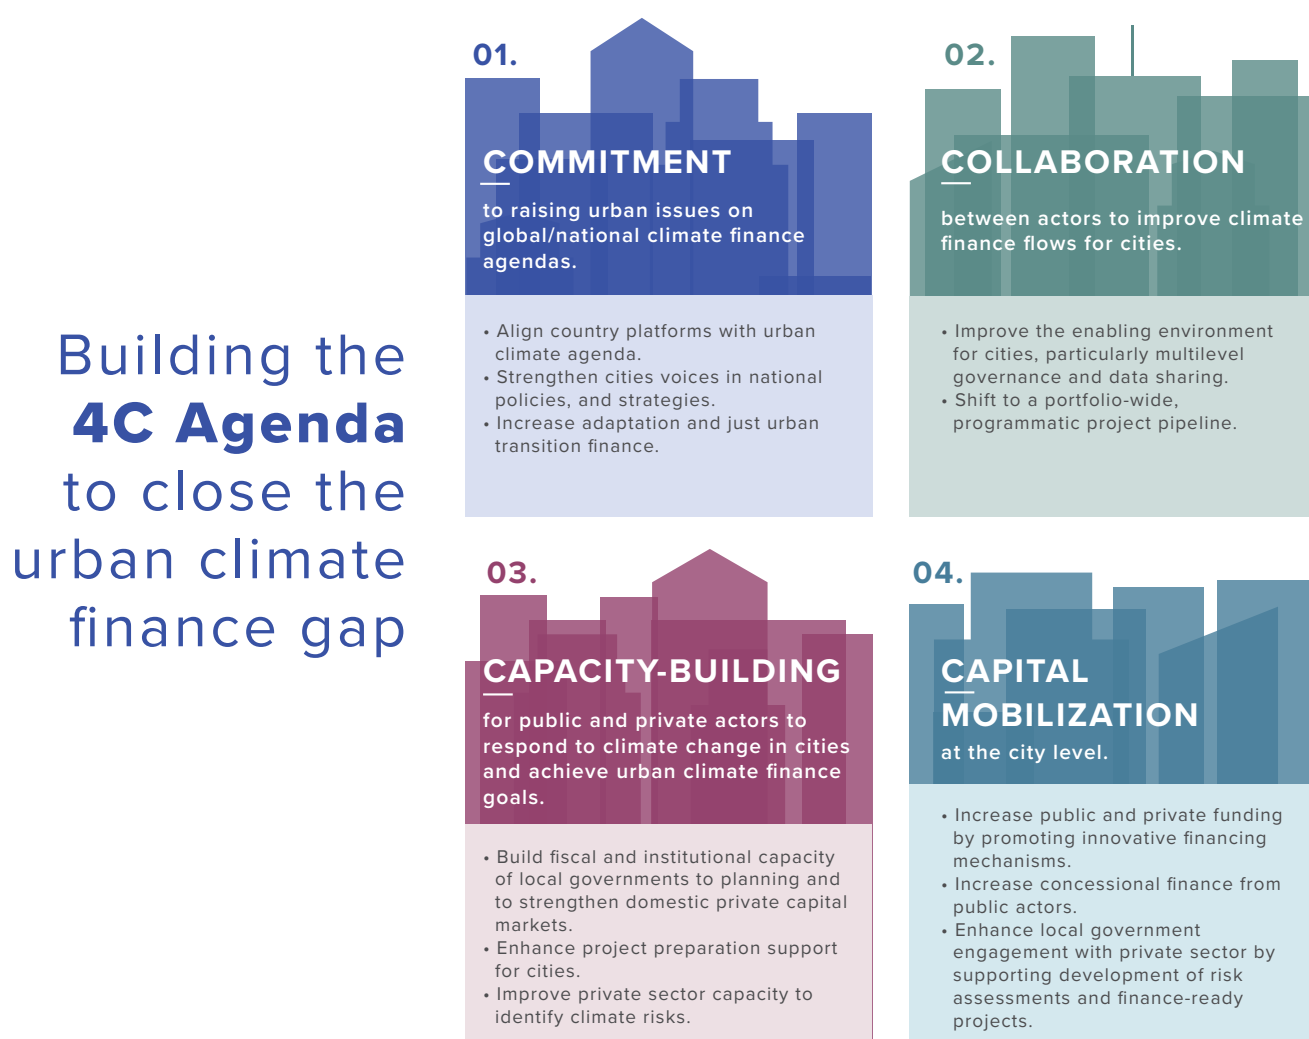 Building the
4C Agenda
to close the
urban climate
finance gap
01.
COMMITMENT
to raising urban issues on
global/national climate finance
agendas.
• Align country platforms with urban
climate agenda.
• Strengthen cities voices in national
policies, and strategies.
• Increase adaptation and just urban
transition finance.
02.
COLLABORATION
between actors to improve climate
finance flows for cities.
• Improve the enabling environment
for cities, particularly multilevel
governance and data sharing.
• Shift to a portfolio-wide,
programmatic project pipeline.
03.
CAPACITY-BUILDING
for public and private actors to
respond to climate change in cities
and achieve urban climate finance
goals.
• Build fiscal and institutional capacity
of local governments to planning and
to strengthen domestic private capital
markets.
• Enhance project preparation support
for cities.
• Improve private sector capacity to
identify climate risks.
04.
CAPITAL
MOBILIZATION
at the city level.
• Increase public and private funding
by promoting innovative financing
mechanisms.
• Increase concessional finance from
public actors.
• Enhance local government
engagement with private sector by
supporting development of risk
assessments and finance-ready
projects.